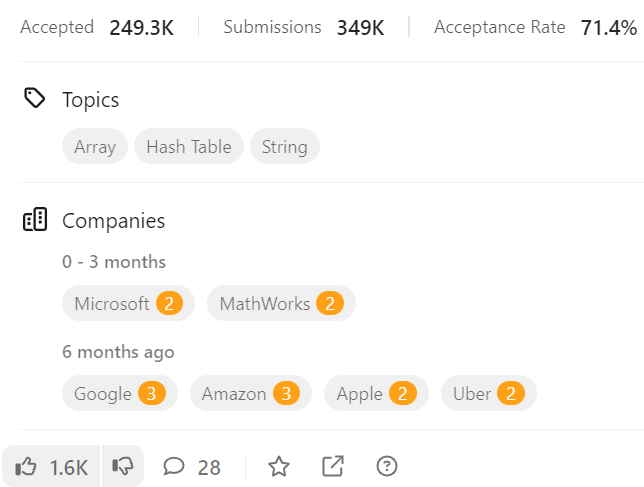 Accepted 249.3K Submissions 349K Acceptance Rate 71.4%
Topics
Array Hash Table String
Companies
0 - 3 months
Microsoft 2 MathWorks 2
6 months ago
Google 3 Amazon 3 Apple 2 Uber 2
1.6K 28